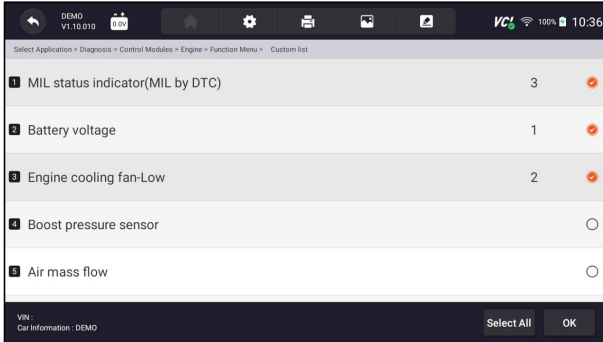 DEMO
V1.10.010
0.0V
VCI 100% 10:36
Select Application > Diagnosis > Control Modules > Engine > Function Menu > Custom list
1 MIL status indicator(MIL by DTC) 3
2 Battery voltage 1
3 Engine cooling fan-Low 2
4 Boost pressure sensor
5 Air mass flow
VIN :
Car Information : DEMO
Select All OK